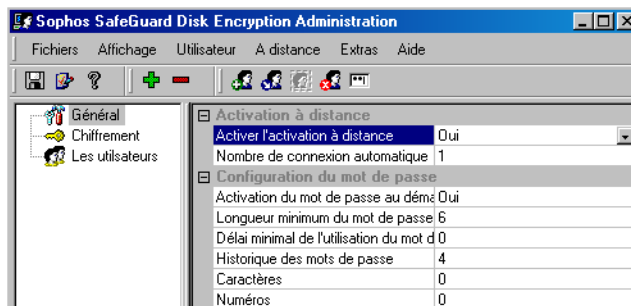 Sophos SafeGuard Disk Encryption Administration
Fichiers Affichage Utilisateur A distance Extras Aide
Général
Chiffrement
Les utilsateurs
Activation à distance
Activer l'activation à distance Oui
Nombre de connexion automatique 1
Configuration du mot de passe
Activation du mot de passe au déma Oui
Longueur minimum du mot de passe 6
Délai minimal de l'utilisation du mot d 0
Historique des mots de passe 4
Caractères 0
Numéros 0